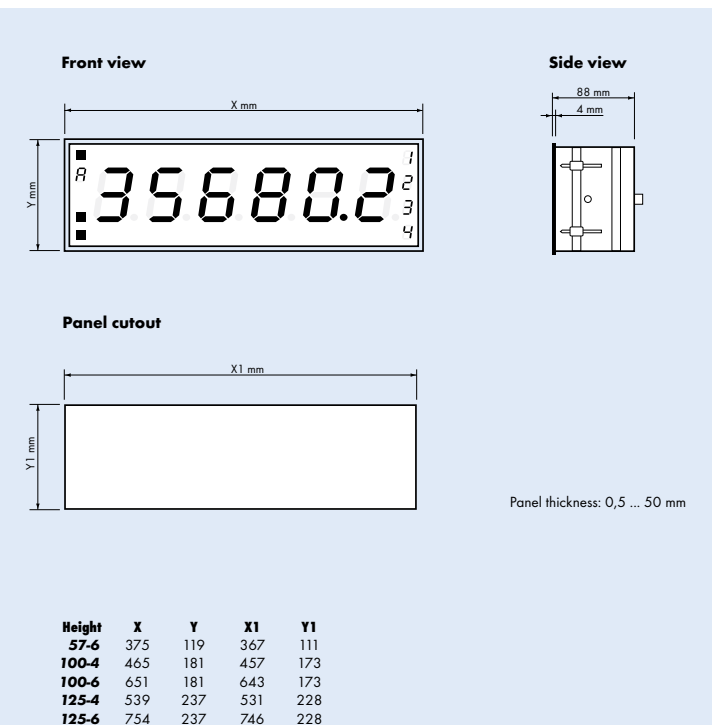 Front view
Side view
X mm
88 mm
4 mm
Y mm
A
35680.2
1
2
3
4
Panel cutout
X1 mm
Y1 mm
Panel thickness: 0,5 ... 50 mm
Height X Y X1 Y1
57-6 375 119 367 111
100-4 465 181 457 173
100-6 651 181 643 173
125-4 539 237 531 228
125-6 754 237 746 228